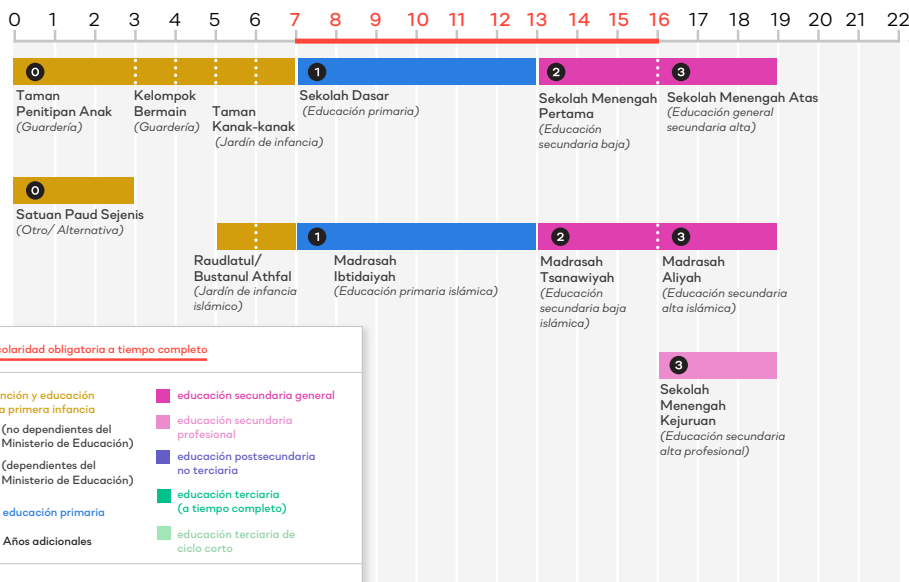 0 1 2 3 4 5 6 7 8 9 10 11 12 13 14 15 16 17 18 19 20 21 22
0
1
2
3
Taman
Penitipan Anak
(Guardería)
Kelompok
Bermain
(Guardería)
Taman
Kanak-kanak
(Jardín de infancia)
Sekolah Dasar
(Educación primaria)
Sekolah Menengah
Pertama
(Educación
secundaria baja)
Sekolah Menengah Atas
(Educación general
secundaria alta)
0
Satuan Paud Sejenis
(Otro/ Alternativa)
1
2
3
Raudlatul/
Bustanul Athfal
(Jardín de infancia
islámico)
Madrasah
Ibtidaiyah
(Educación primaria islámica)
Madrasah
Tsanawiyah
(Educación
secundaria baja
islámica)
Madrasah
Aliyah
(Educación secundaria
alta islámica)
3
Sekolah
Menengah
Kejuruan
(Educación secundaria
alta profesional)
colaridad obligatoria a tiempo completo
nción y educación
a primera infancia
(no dependientes del
Ministerio de Educación)
(dependientes del
Ministerio de Educación)
educación primaria
Años adicionales
educación secundaria general
educación secundaria
profesional
educación postsecundaria
no terciaria
educación terciaria
(a tiempo completo)
educación terciaria de
ciclo corto